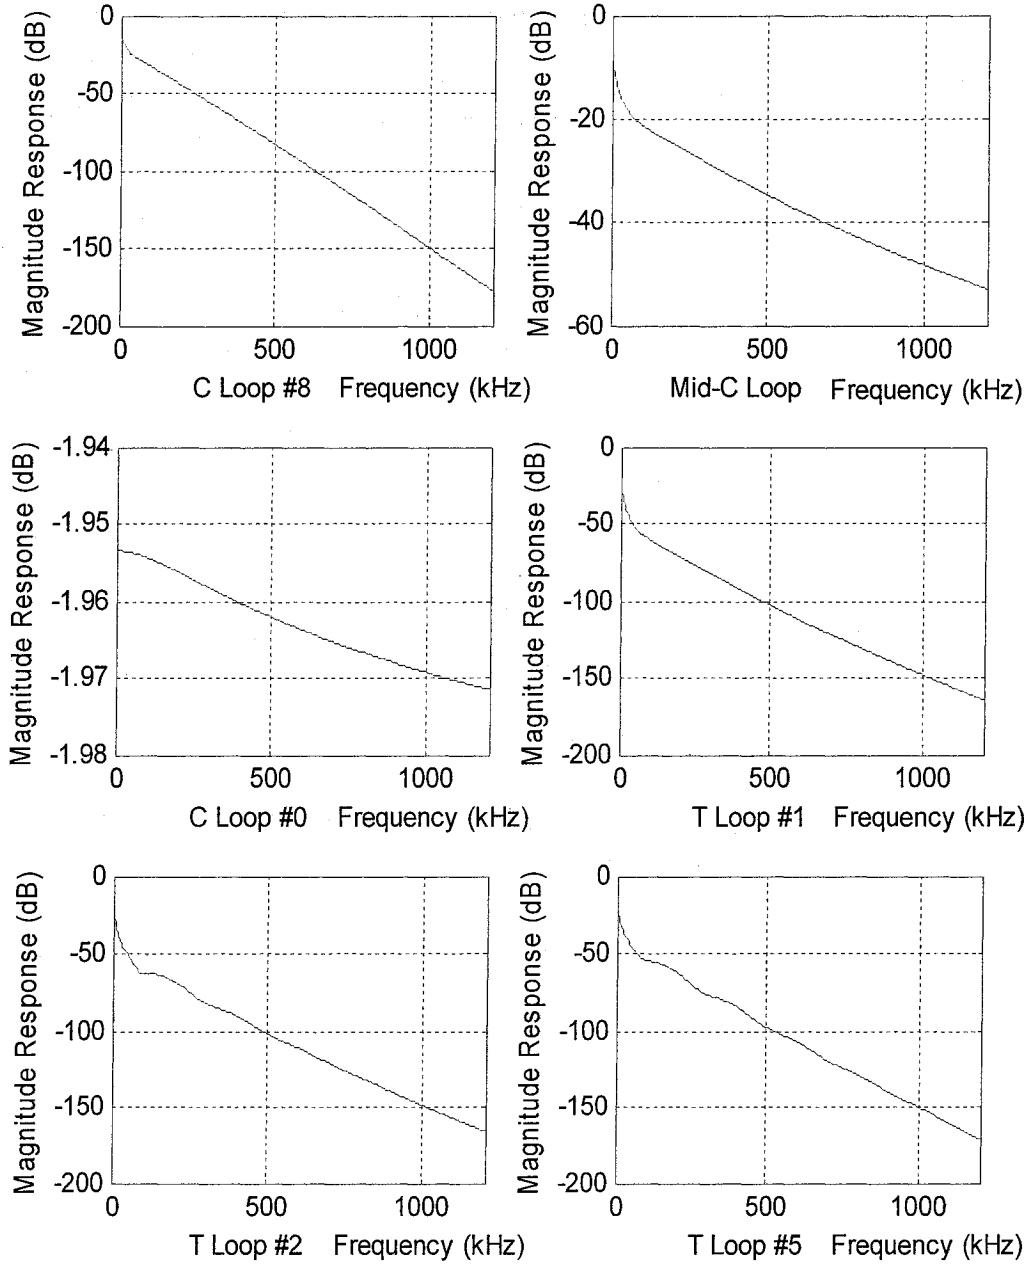 Magnitude Response (dB)
0
-50
-100
-150
-200
0
500
1000
C Loop #8
Frequency (kHz)
Magnitude Response (dB)
0
-20
-40
-60
0
500
1000
Mid-C Loop
Frequency (kHz)
Magnitude Response (dB)
-1.94
-1.95
-1.96
-1.97
-1.98
0
500
1000
C Loop #0
Frequency (kHz)
Magnitude Response (dB)
0
-50
-100
-150
-200
0
500
1000
T Loop #1
Frequency (kHz)
Magnitude Response (dB)
0
-50
-100
-150
-200
0
500
1000
T Loop #2
Frequency (kHz)
Magnitude Response (dB)
0
-50
-100
-150
-200
0
500
1000
T Loop #5
Frequency (kHz)